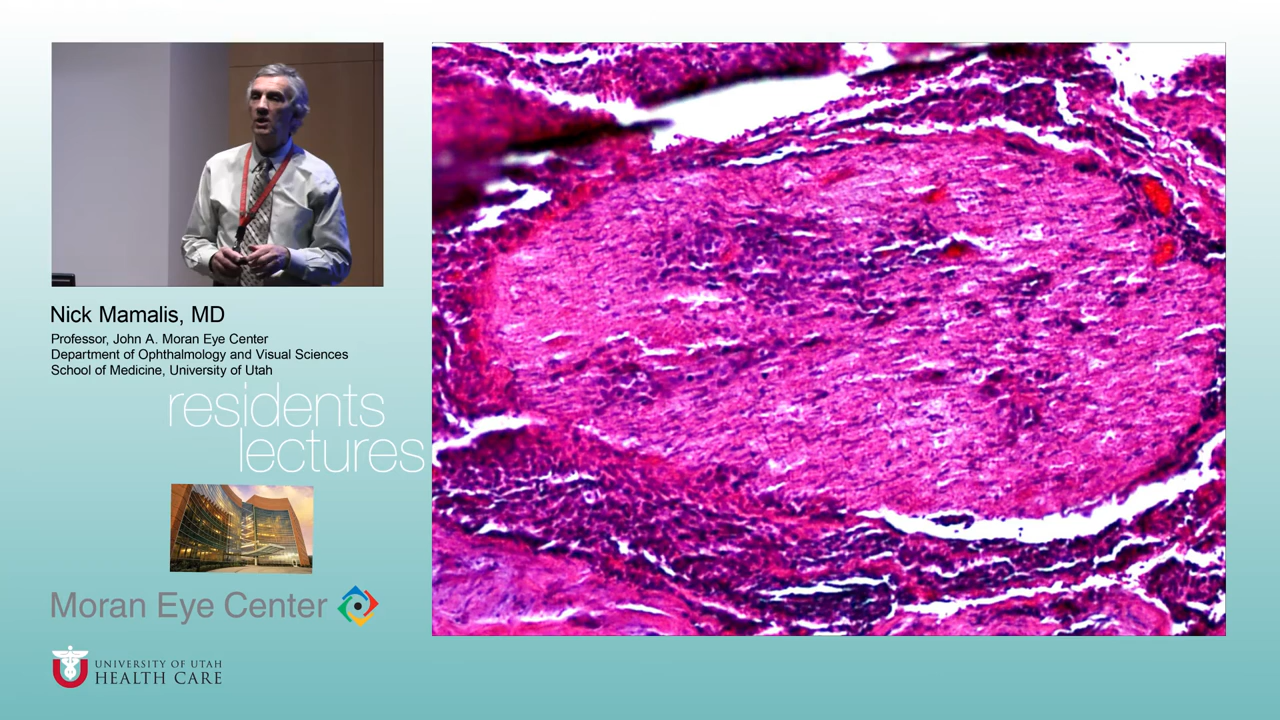 Nick Mamalis, MD
Professor, John A. Moran Eye Center
Department of Ophthalmology and Visual Sciences
School of Medicine, University of Utah
residents
lectures
Moran Eye Center
UNIVERSITY OF UTAH
HEALTH CARE